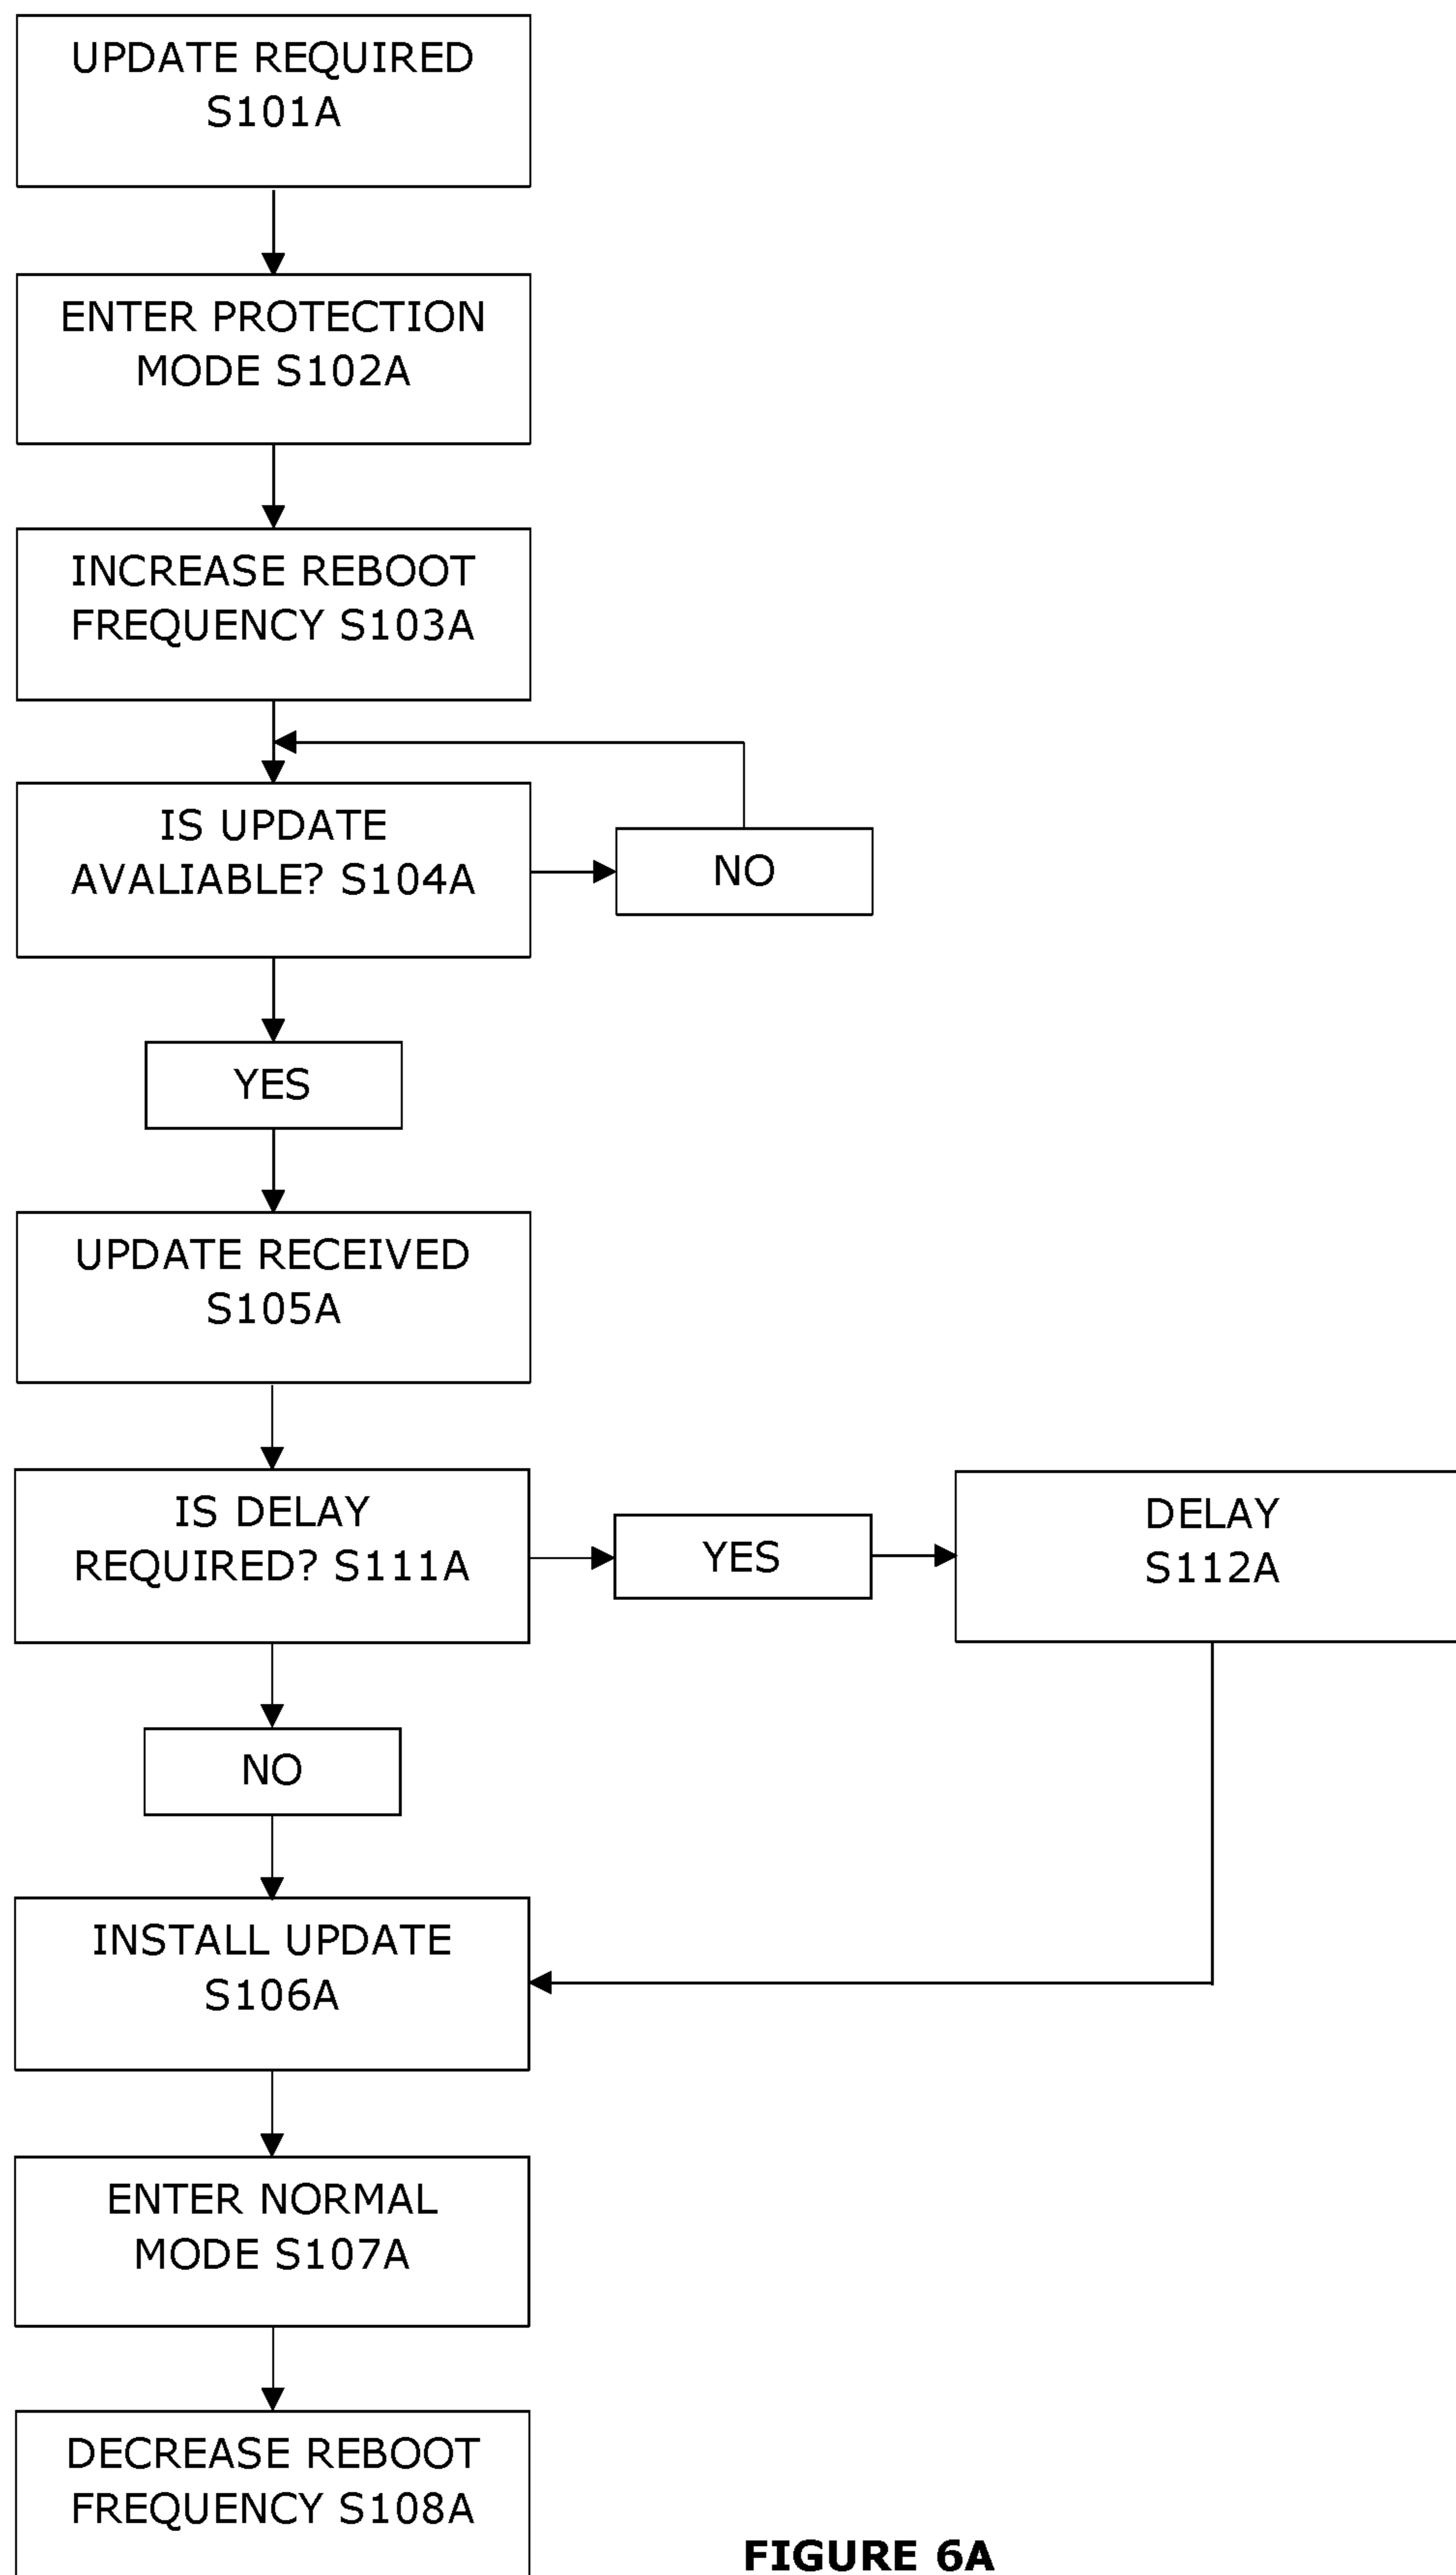 UPDATE REQUIRED
S101A
ENTER PROTECTION
MODE S102A
INCREASE REBOOT
FREQUENCY S103A
IS UPDATE
AVALIABLE? S104A
NO
YES
UPDATE RECEIVED
S105A
IS DELAY
REQUIRED? S111A
YES
DELAY
S112A
NO
INSTALL UPDATE
S106A
ENTER NORMAL
MODE S107A
DECREASE REBOOT
FREQUENCY S108A
FIGURE 6A